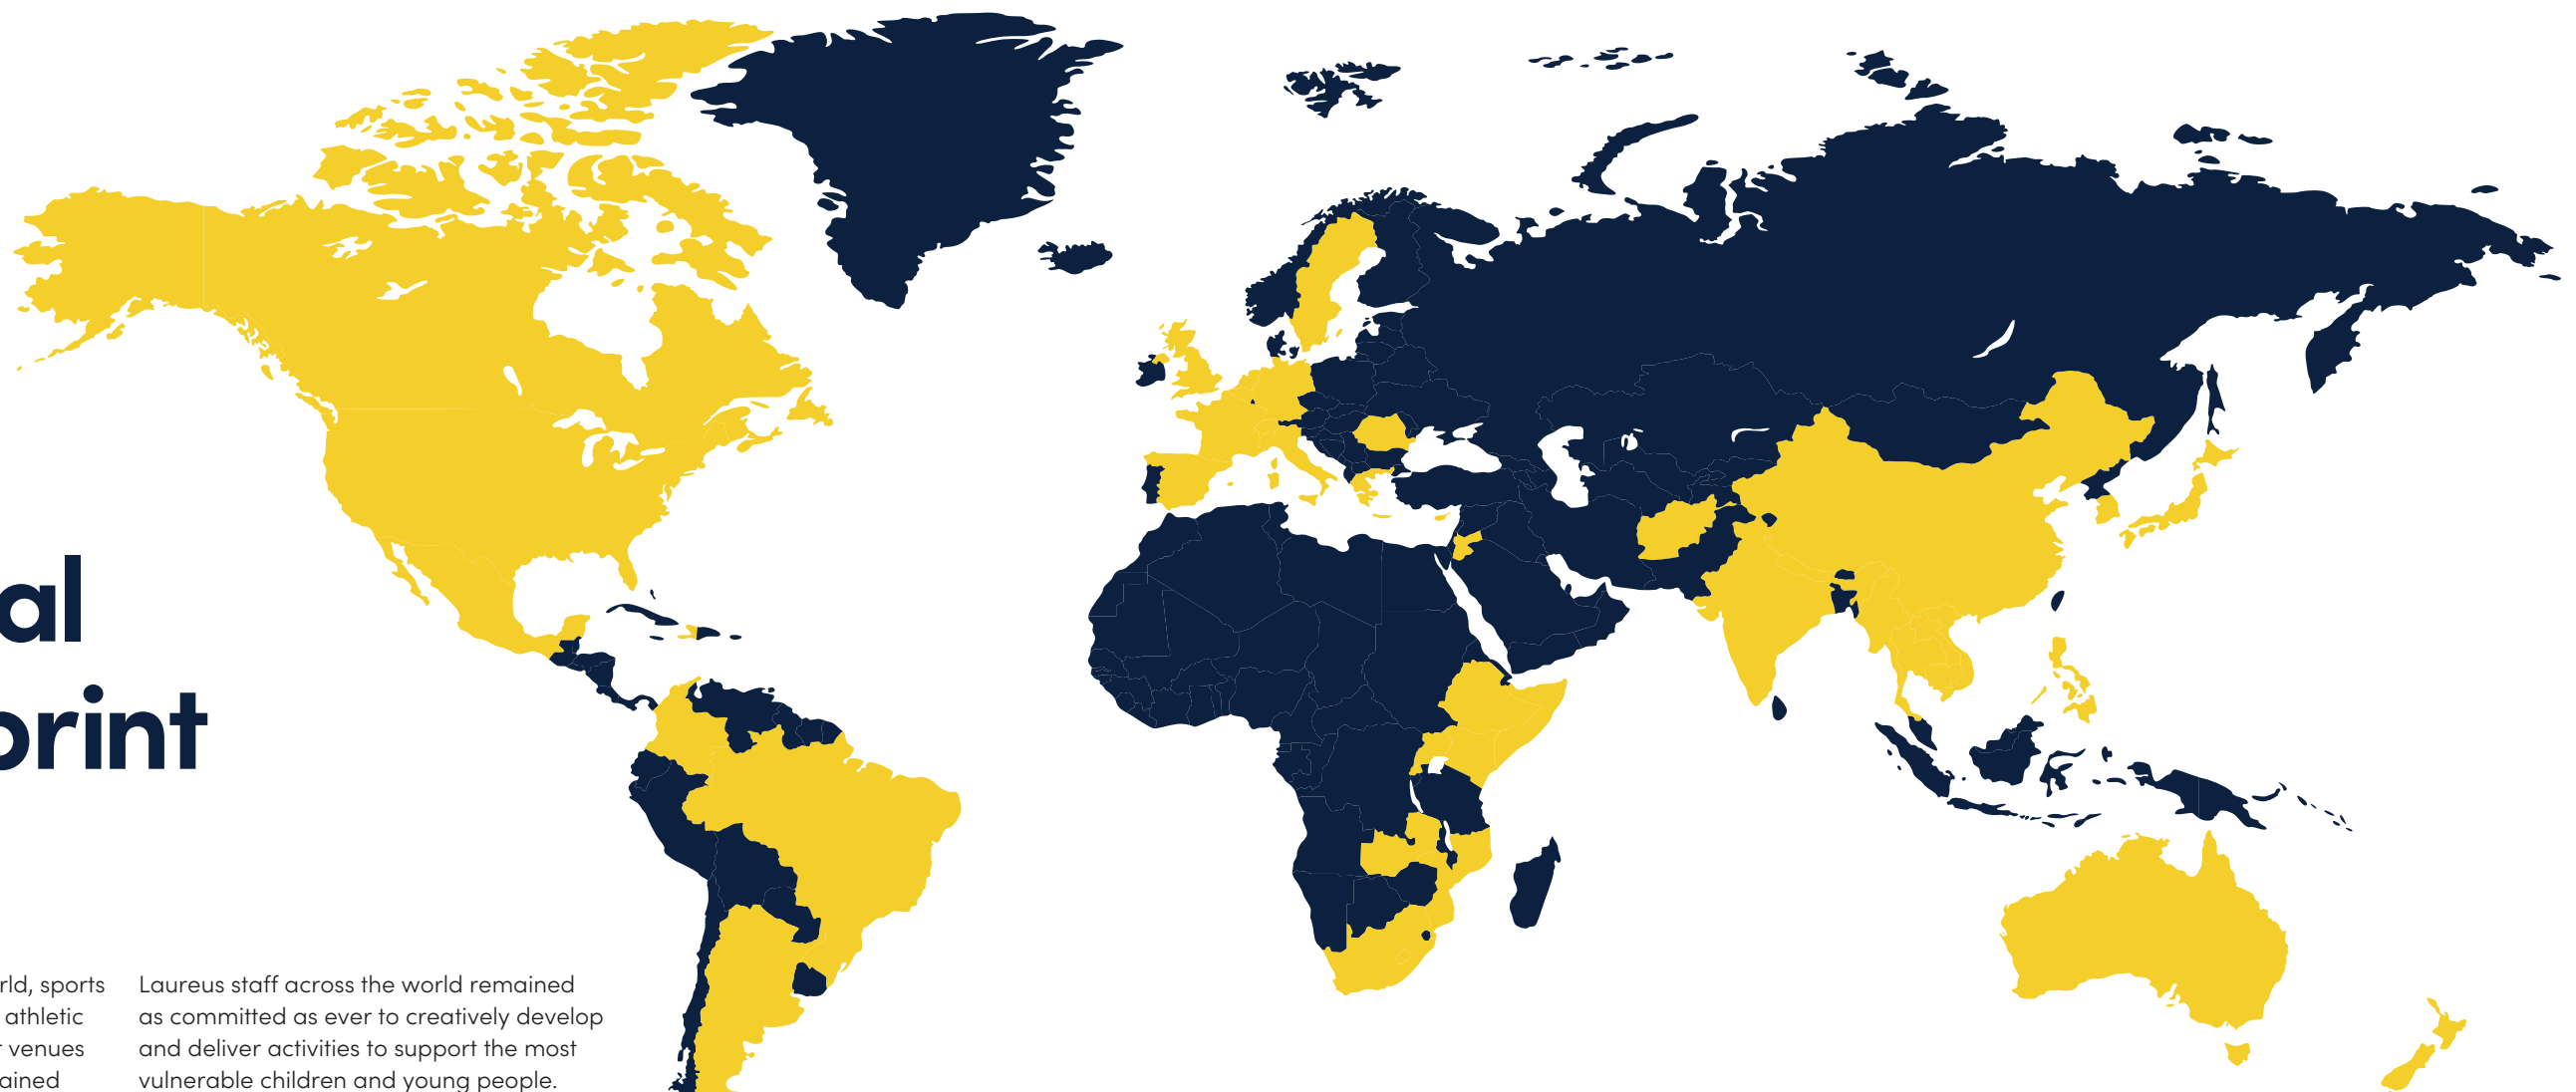 al
print
rld, sports
athletic
venues
ained
Laureus staff across the world remained
as committed as ever to creatively develop
and deliver activities to support the most
vulnerable children and young people.